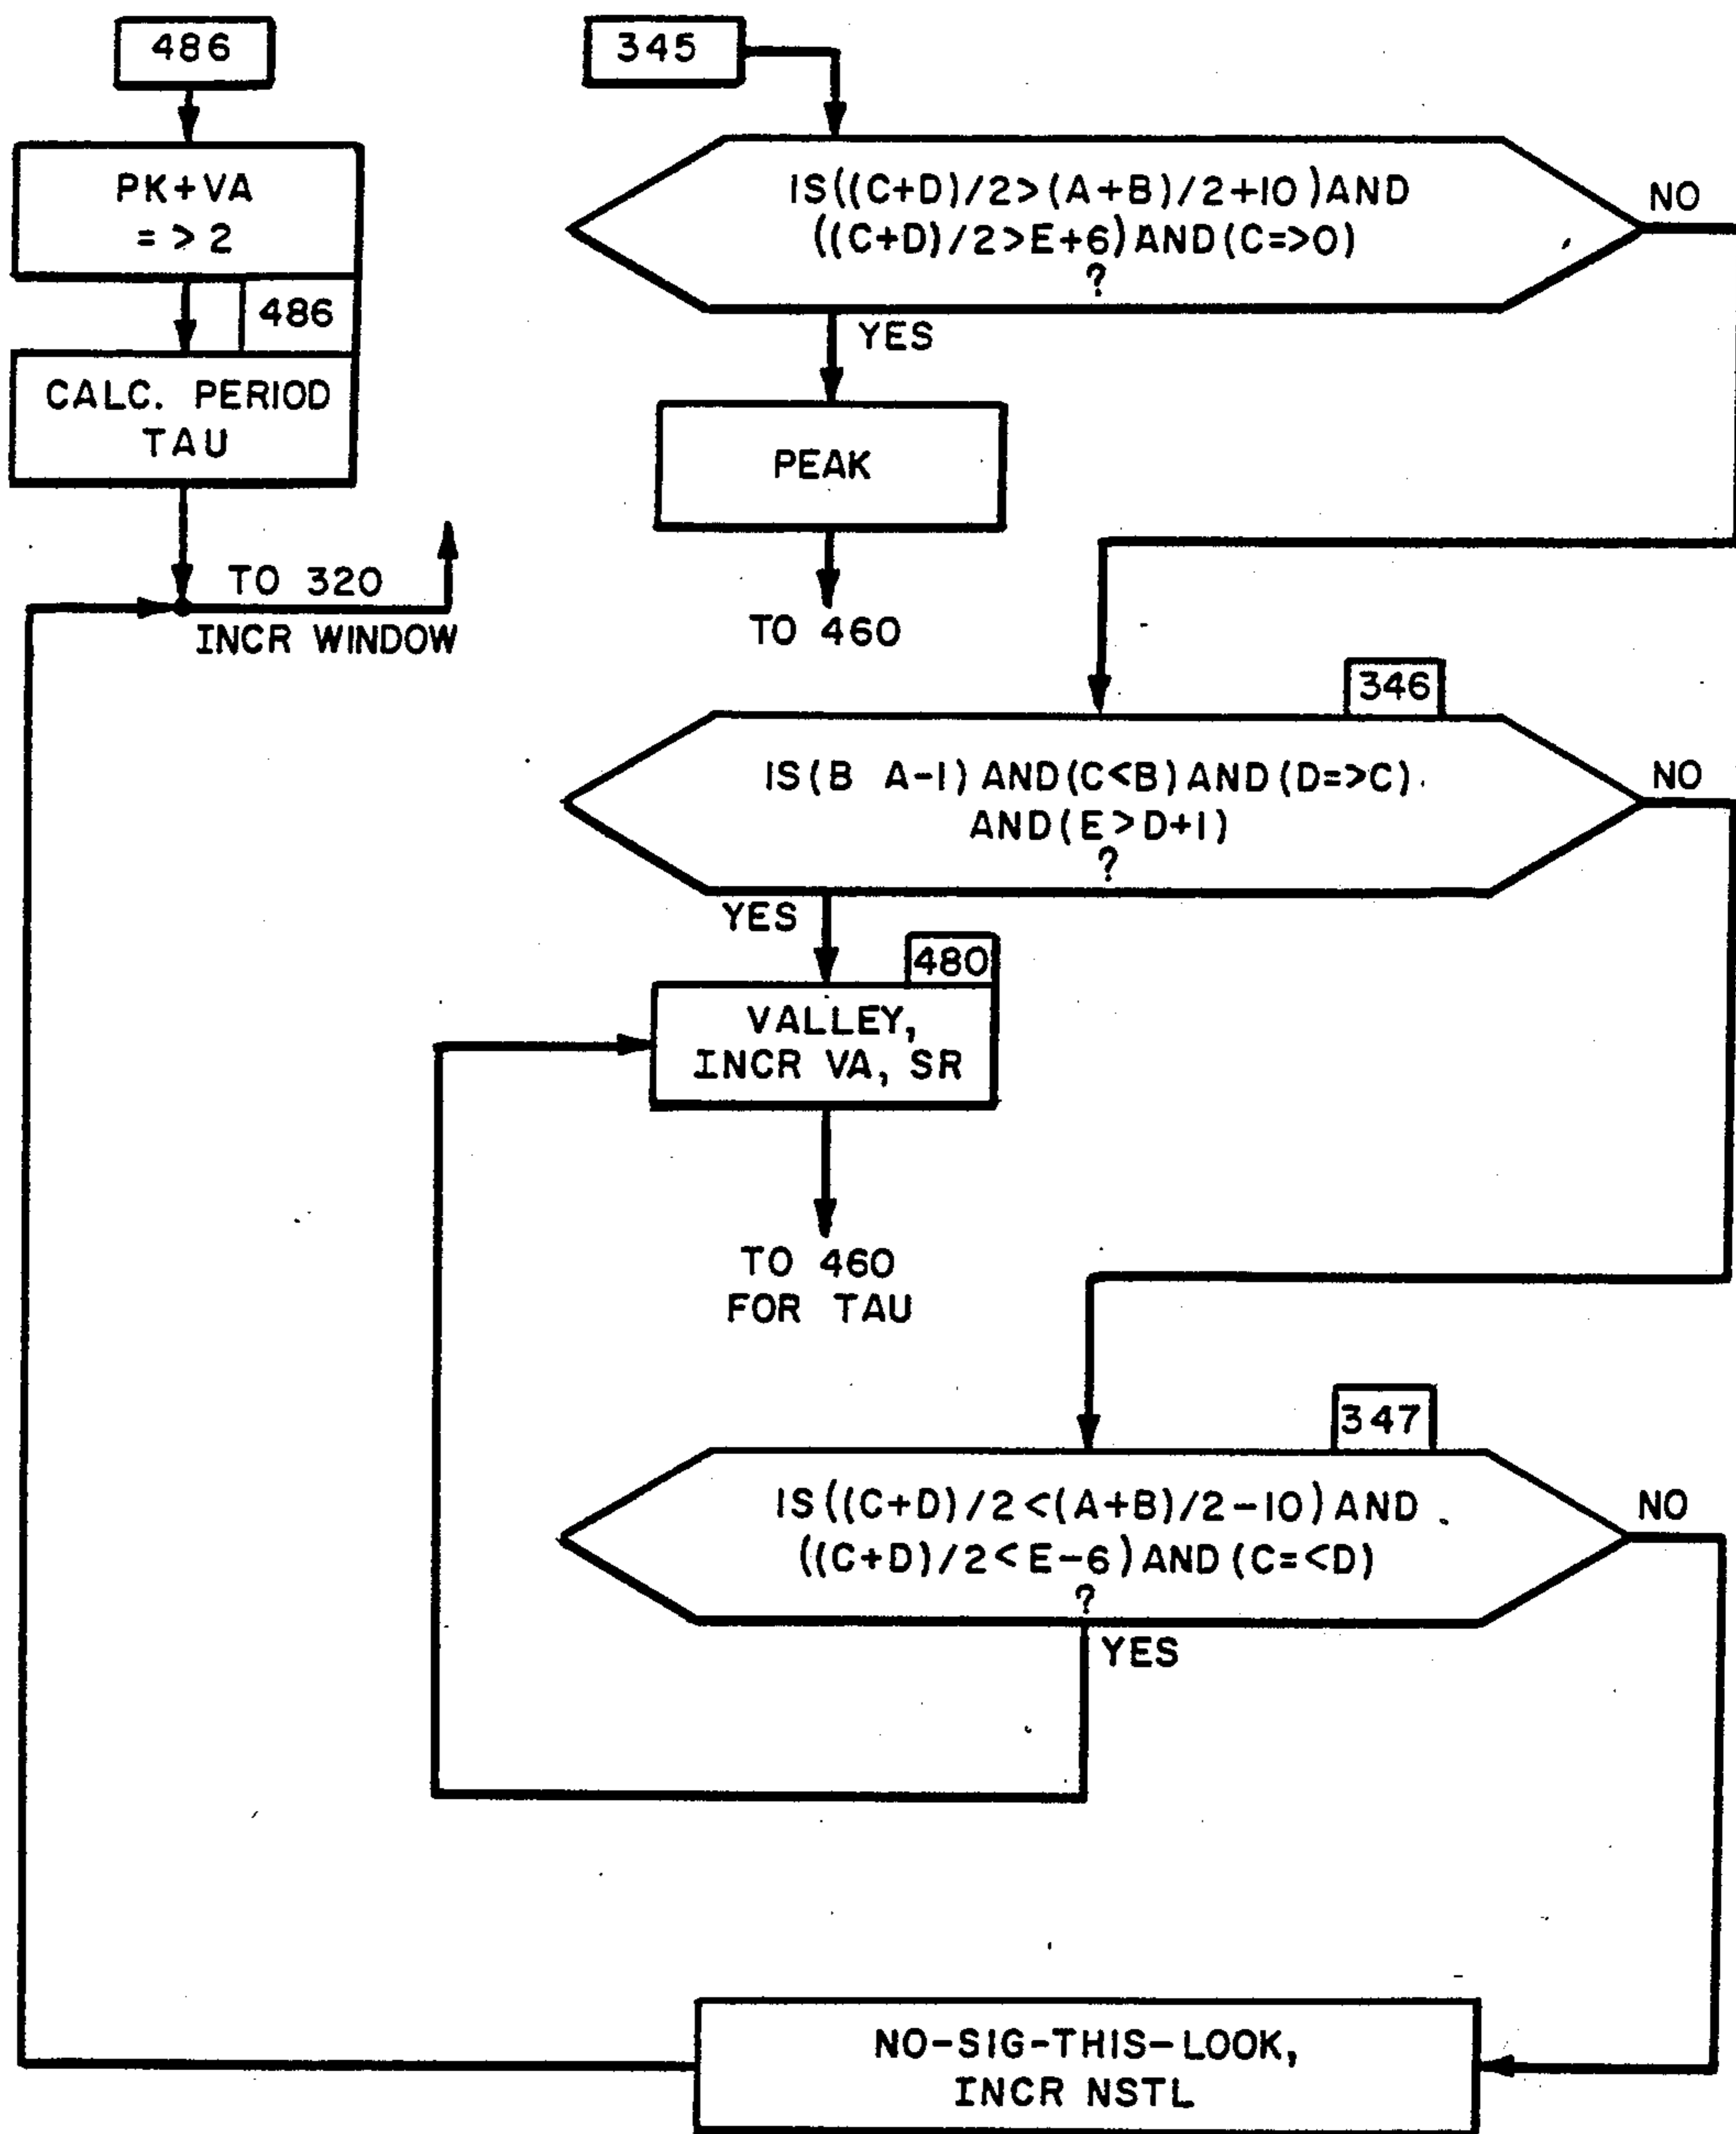 486
PK+VA
=>2
486
CALC. PERIOD
TAU
TO 320
INCR WINDOW
345
IS((C+D)/2>(A+B)/2+10)AND
((C+D)/2>E+6)AND(C=>0)
?
NO
YES
PEAK
TO 460
346
IS(B A-1)AND(C<B)AND(D=>C)
AND(E>D+1)
?
NO
YES
480
VALLEY,
INCR VA, SR
TO 460
FOR TAU
347
IS((C+D)/2<(A+B)/2-10)AND
((C+D)/2<E-6)AND(C=<D)
?
NO
YES
NO-SIG-THIS-LOOK,
INCR NSTL